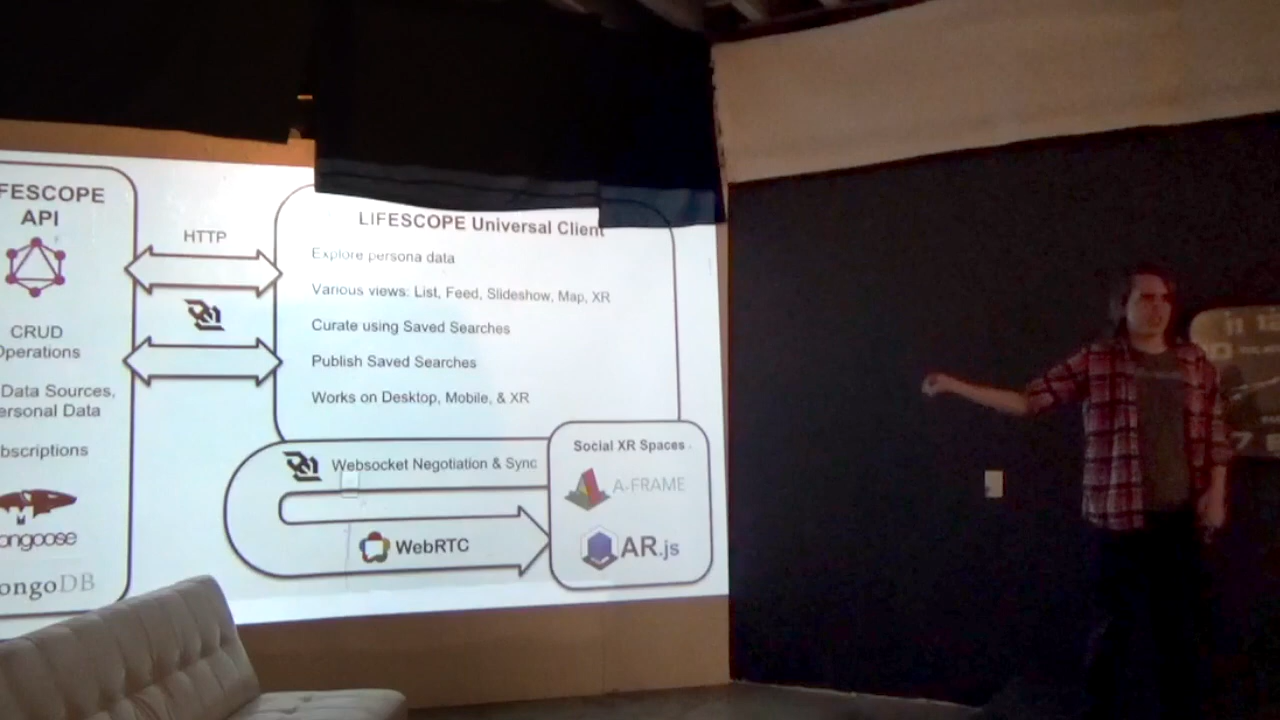 FESCOPE
API
CRUD
Operations
Data Sources,
ersonal Data
bscriptions
ongoose
ongoDB
HTTP
LIFESCOPE Universal Client
Explore persona data
Various views: List, Feed, Slideshow, Map, XR
Curate using Saved Searches
Publish Saved Searches
Works on Desktop, Mobile, & XR
Websocket Negotiation & Sync
WebRTC
Social XR Spaces
A-FRAME
AR.js